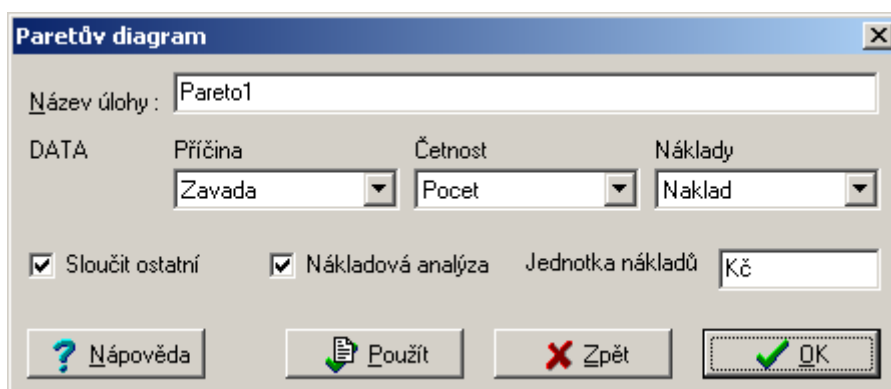 Paretův diagram
Název úlohy : Pareto1
DATA Příčina Četnost Náklady
Zavada Pocet Naklad
Sloučit ostatní Nákladová analýza Jednotka nákladů Kč
Nápověda Použít Zpět OK